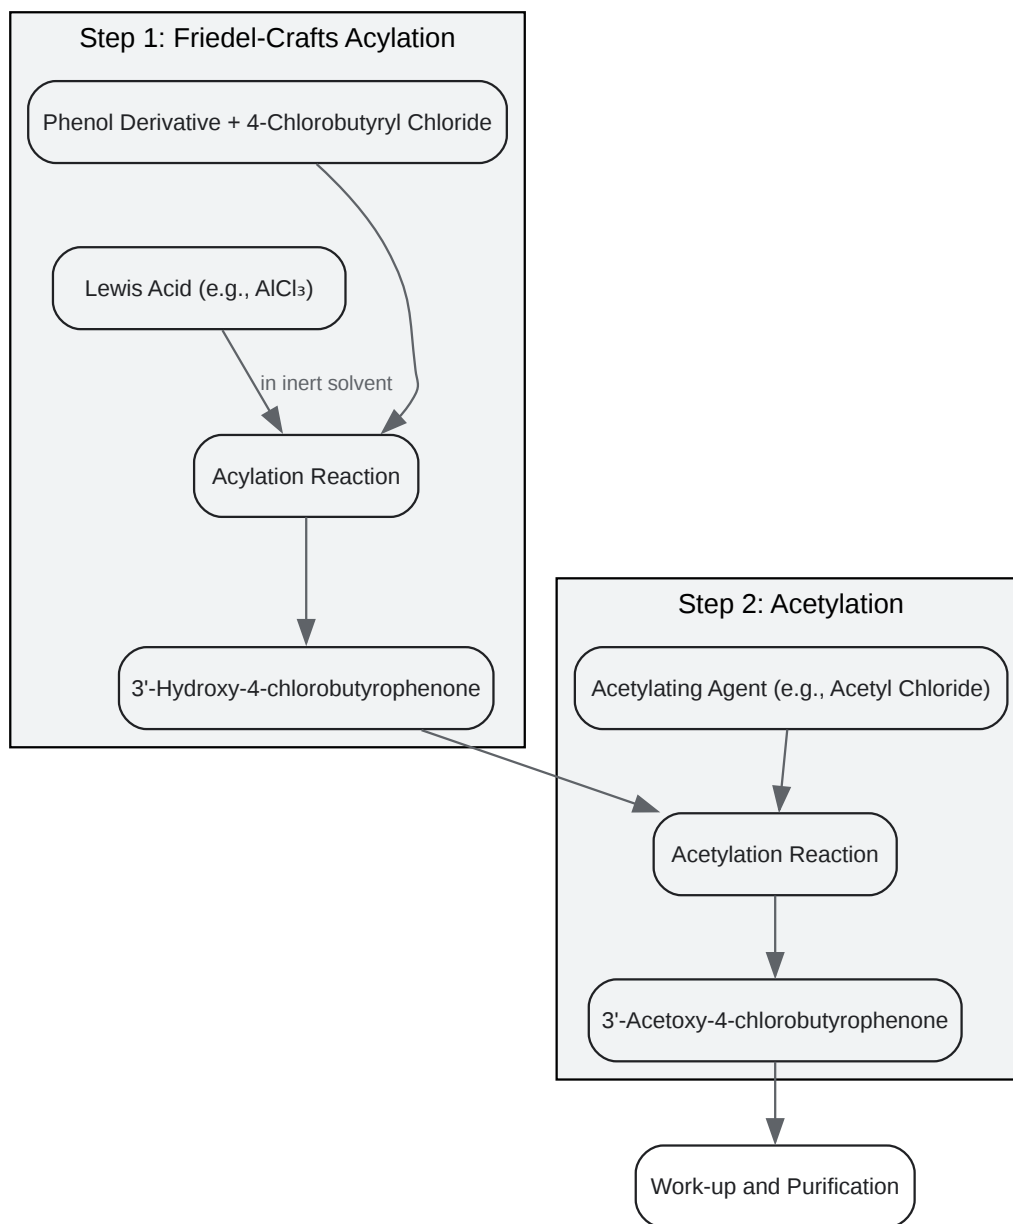 Step 1: Friedel-Crafts Acylation
Phenol Derivative + 4-Chlorobutyryl Chloride
Lewis Acid (e.g., AlCl₃)
in inert solvent
Acylation Reaction
3'-Hydroxy-4-chlorobutyrophenone
Step 2: Acetylation
Acetylating Agent (e.g., Acetyl Chloride)
Acetylation Reaction
3'-Acetoxy-4-chlorobutyrophenone
Work-up and Purification